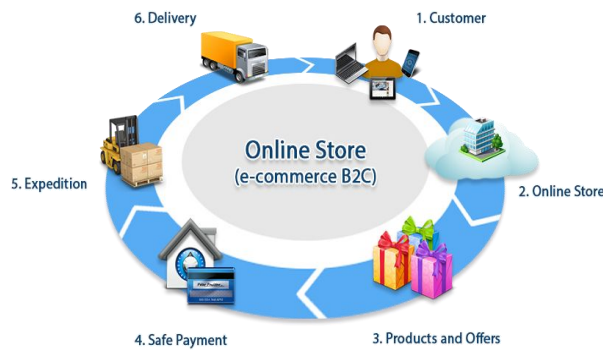 6. Delivery
1. Customer
Online Store
(e-commerce B2C)
2. Online Store
5. Expedition
4. Safe Payment
3. Products and Offers